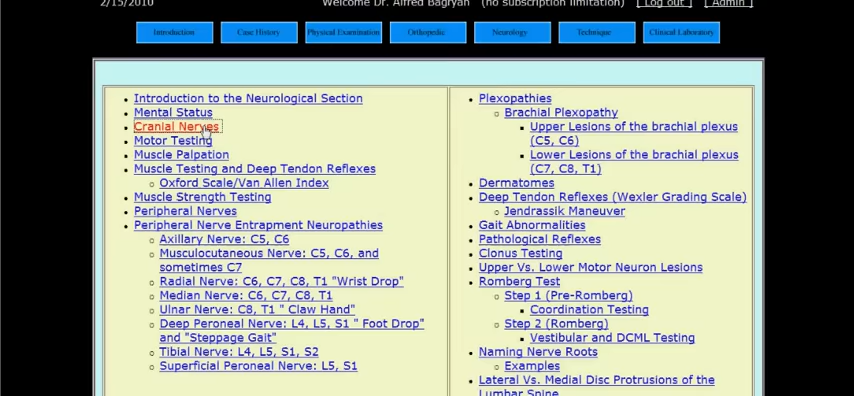 2/15/2010 Welcome Dr. Alfred Bagryan (no subscription limitation) [ Log out ] [ Admin ]
Introduction Case History Physical Examination Orthopedic Neurology Technique Clinical Laboratory
Introduction to the Neurological Section
Mental Status
Cranial Nerves
Motor Testing
Muscle Palpation
Muscle Testing and Deep Tendon Reflexes
Oxford Scale/Van Allen Index
Muscle Strength Testing
Peripheral Nerves
Peripheral Nerve Entrapment Neuropathies
Axillary Nerve: C5, C6
Musculocutaneous Nerve: C5, C6, and
sometimes C7
Radial Nerve: C6, C7, C8, T1 "Wrist Drop"
Median Nerve: C6, C7, C8, T1
Ulnar Nerve: C8, T1 " Claw Hand"
Deep Peroneal Nerve: L4, L5, S1 " Foot Drop"
and "Steppage Gait"
Tibial Nerve: L4, L5, S1, S2
Superficial Peroneal Nerve: L5, S1
Plexopathies
Brachial Plexopathy
Upper Lesions of the brachial plexus
(C5, C6)
Lower Lesions of the brachial plexus
(C7, C8, T1)
Dermatomes
Deep Tendon Reflexes (Wexler Grading Scale)
Jendrassik Maneuver
Gait Abnormalities
Pathological Reflexes
Clonus Testing
Upper Vs. Lower Motor Neuron Lesions
Romberg Test
Step 1 (Pre-Romberg)
Coordination Testing
Step 2 (Romberg)
Vestibular and DCML Testing
Naming Nerve Roots
Examples
Lateral Vs. Medial Disc Protrusions of the
Lumbar Spine